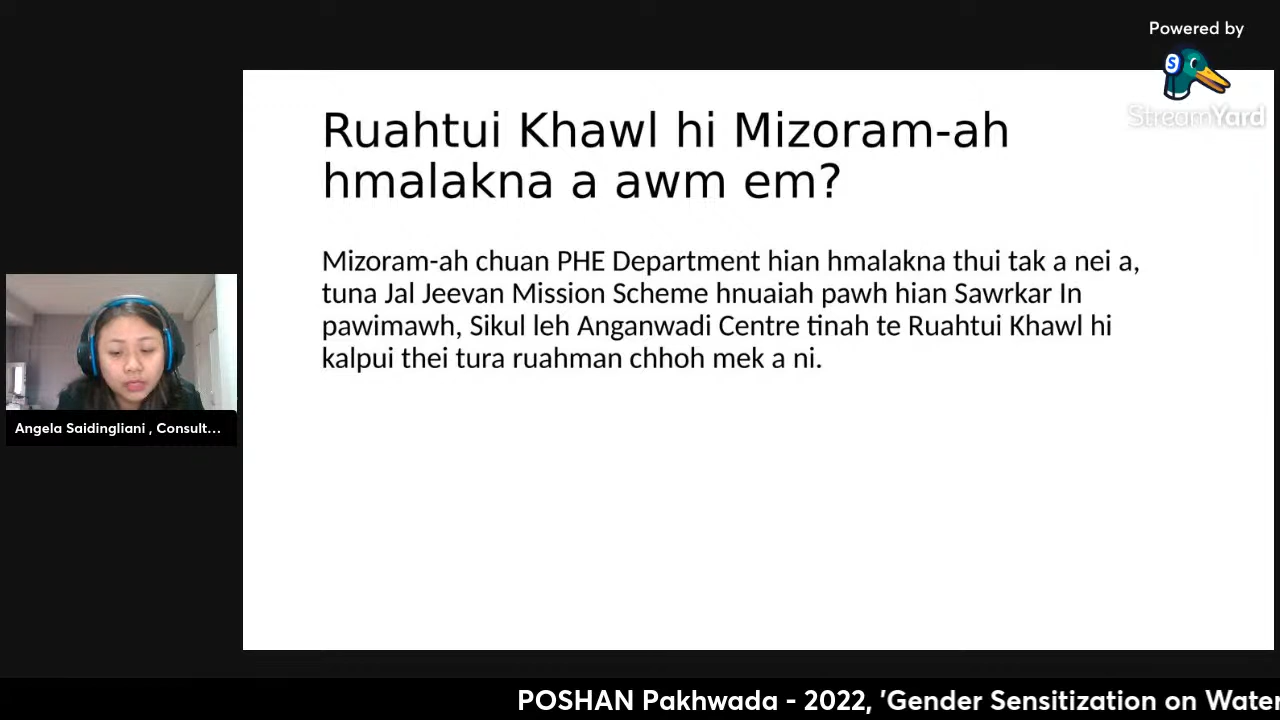 Powered by
S
StreamYard
Ruahtui Khawl hi Mizoram-ah
hmalakna a awm em?
Mizoram-ah chuan PHE Department hian hmalakna thui tak a nei a,
tuna Jal Jeevan Mission Scheme hnuaiah pawh hian Sawrkar In
pawimawh, Sikul leh Anganwadi Centre tinah te Ruahtui Khawl hi
kalpui thei tura ruahman chhoh mek a ni.
Angela Saidingliani , Consult...
POSHAN Pakhwada - 2022, 'Gender Sensitization on Water